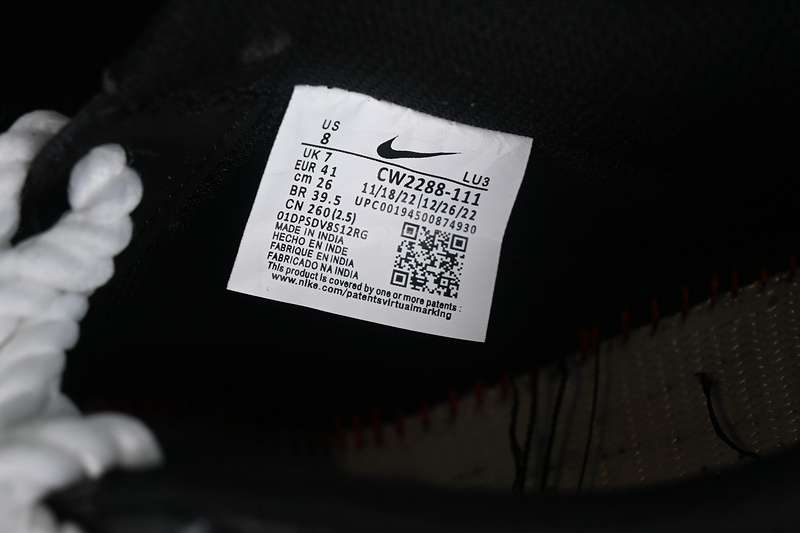 US
8
UK 7
EUR 41
cm 26
BR 39.5
CN 260(2.5)
01DPSDV8S12RG
MADE IN INDIA
HECHO EN INDE
FABRIQUE EN INDIA
FABRICADO NA INDIA
This product is covered by one or more patents :
www.nike.com/patentsvirtualmarking
LU3
CW2288-111
11/18/22|12/26/22
UPC00194500874930